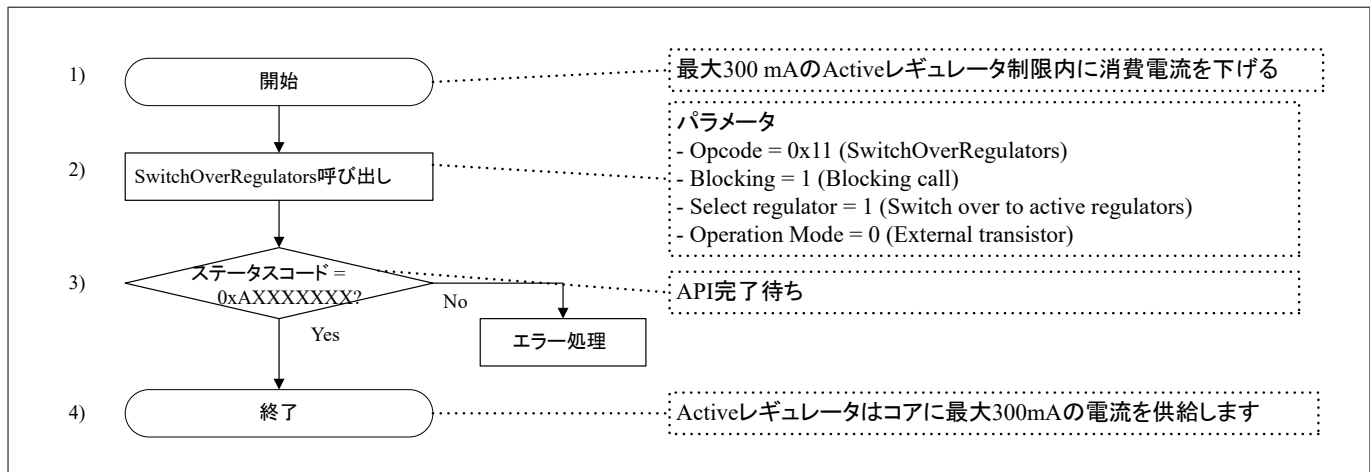 1)
開始
最大300 mAのActiveレギュレータ制限内に消費電流を下げる
2)
SwitchOverRegulators呼び出し
パラメータ
- Opcode = 0x11 (SwitchOverRegulators)
- Blocking = 1 (Blocking call)
- Select regulator = 1 (Switch over to active regulators)
- Operation Mode = 0 (External transistor)
3)
ステータスコード =
0xAXXXXXXX?
API完了待ち
No
エラー処理
Yes
4)
終了
Activeレギュレータはコアに最大300mAの電流を供給します